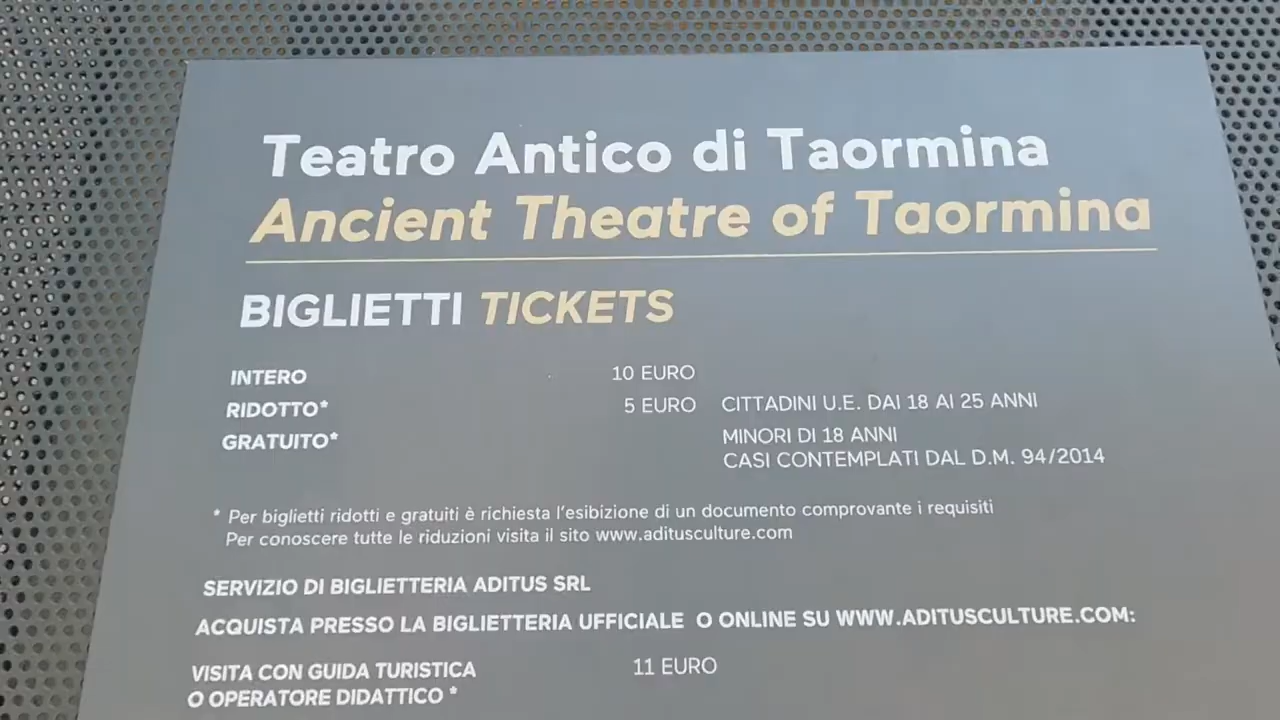 Teatro Antico di Taormina
Ancient Theatre of Taormina
BIGLIETTI TICKETS
INTERO 10 EURO
RIDOTTO* 5 EURO CITTADINI U.E. DAI 18 AI 25 ANNI
GRATUITO* MINORI DI 18 ANNI
CASI CONTEMPLATI DAL D.M. 94/2014
* Per biglietti ridotti e gratuiti è richiesta l'esibizione di un documento comprovante i requisiti
Per conoscere tutte le riduzioni visita il sito www.aditusculture.com
SERVIZIO DI BIGLIETTERIA ADITUS SRL
ACQUISTA PRESSO LA BIGLIETTERIA UFFICIALE O ONLINE SU WWW.ADITUSCULTURE.COM:
VISITA CON GUIDA TURISTICA 11 EURO
O OPERATORE DIDATTICO *